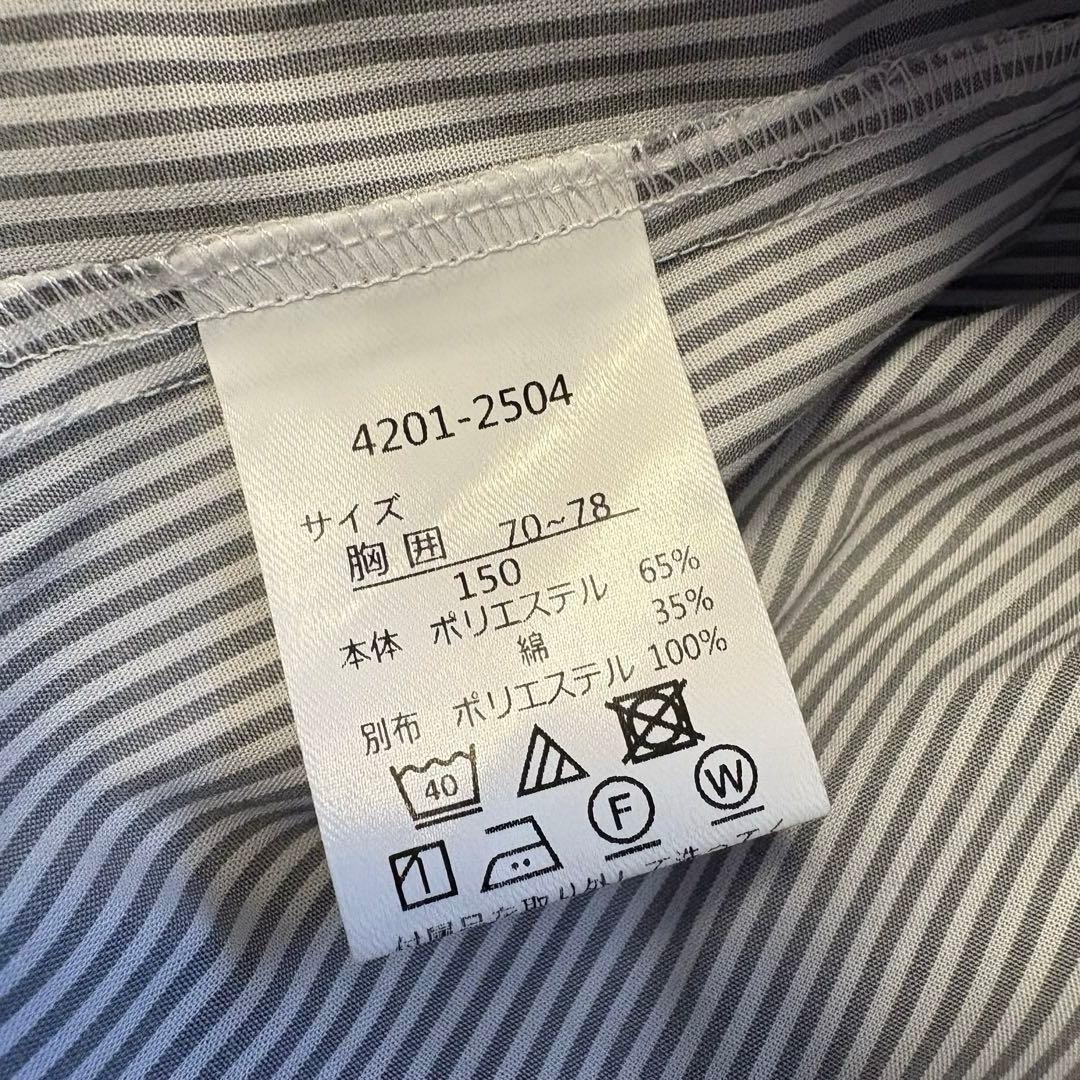 4201-2504
サイズ
胸囲 70~78
150
本体 ポリエステル 65%
綿 35%
別布 ポリエステル 100%
40
F W